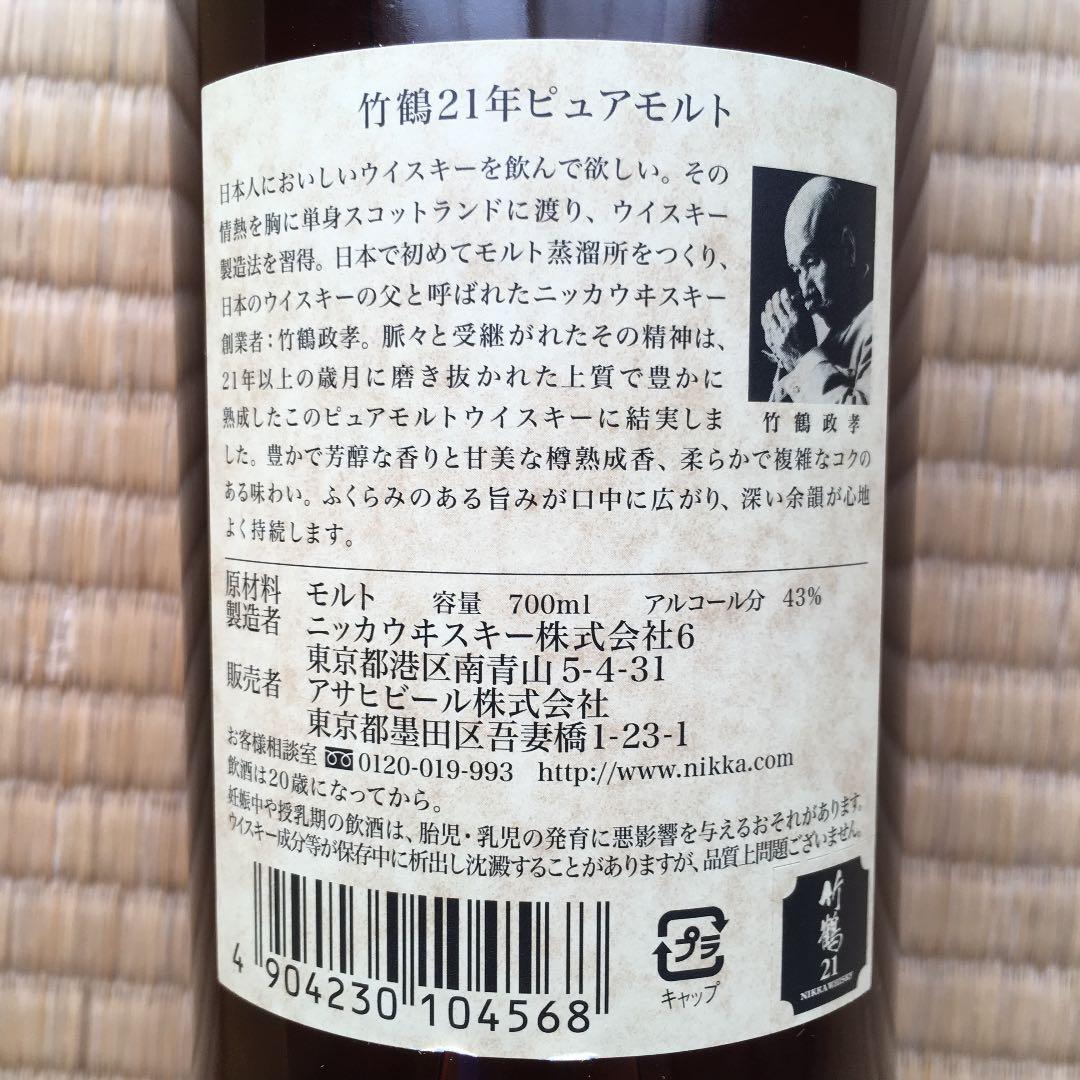 竹鶴21年ピュアモルト
日本人においしいウイスキーを飲んで欲しい。その
情熱を胸に単身スコットランドに渡り、ウイスキー
製造法を習得。日本で初めてモルト蒸溜所をつくり、
日本のウイスキーの父と呼ばれたニッカウヰスキー
創業者:竹鶴政孝。脈々と受継がれたその精神は、
21年以上の歳月に磨き抜かれた上質で豊かに
熟成したこのピュアモルトウイスキーに結実しま
した。豊かで芳醇な香りと甘美な樽熟成香、柔らかで複雑なコクの
ある味わい。ふくらみのある旨みが口中に広がり、深い余韻が心地
よく持続します。
竹鶴政孝
原材料 モルト 容量 700ml アルコール分 43%
製造者 ニッカウヰスキー株式会社6
東京都港区南青山5-4-31
販売者 アサヒビール株式会社
東京都墨田区吾妻橋1-23-1
お客様相談室 0120-019-993 http://www.nikka.com
飲酒は20歳になってから。
妊娠中や授乳期の飲酒は、胎児・乳児の発育に悪影響を与えるおそれがあります。
ウイスキー成分等が保存中に析出し沈澱することがありますが、品質上問題ございません。
4 904230 104568
プラ
キャップ
竹鶴
21
NIKKA WHISKY